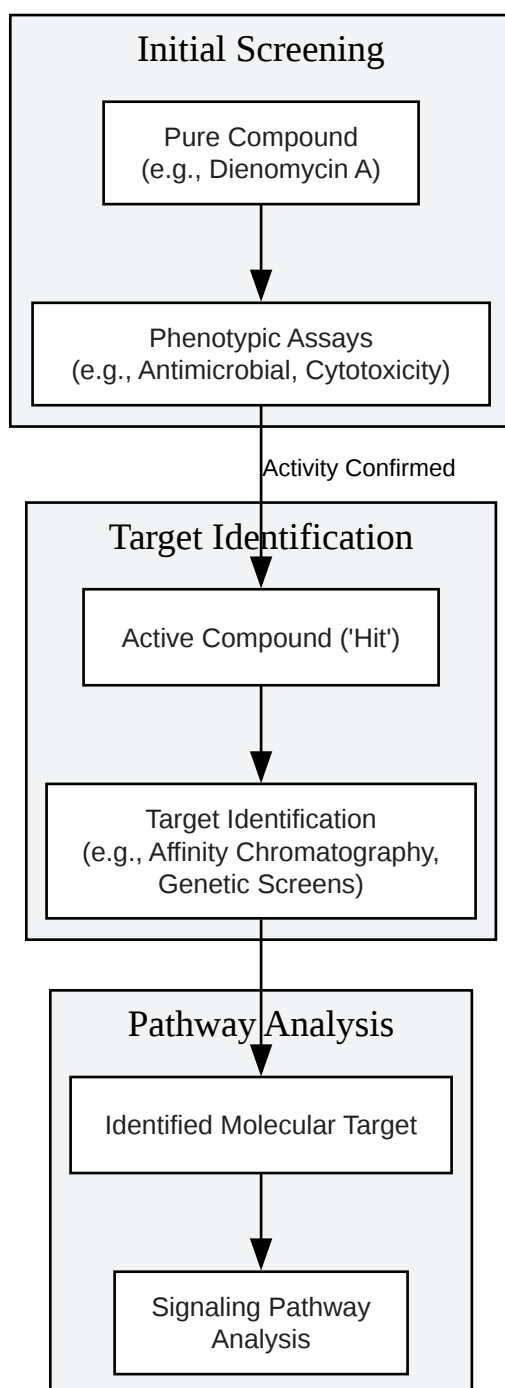 Initial Screening
Pure Compound
(e.g., Dienomycin A)
Phenotypic Assays
(e.g., Antimicrobial, Cytotoxicity)
Activity Confirmed
Target Identification
Active Compound ('Hit')
Target Identification
(e.g., Affinity Chromatography,
Genetic Screens)
Pathway Analysis
Identified Molecular Target
Signaling Pathway
Analysis